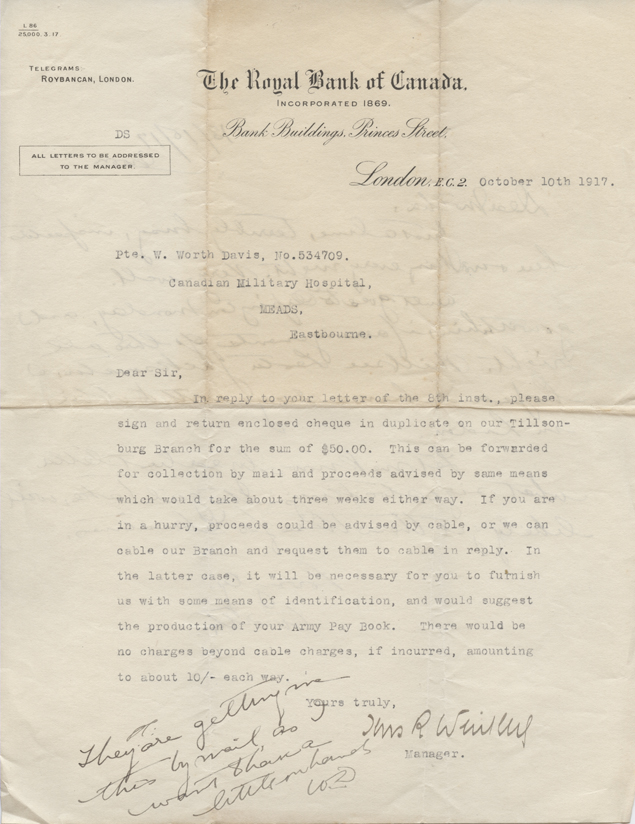 L 86
25,000. 3. 17
TELEGRAMS
ROYBANCAN, LONDON.
The Royal Bank of Canada,
INCORPORATED 1869.
Bank Buildings, Princes Street,
DS
ALL LETTERS TO BE ADDRESSED
TO THE MANAGER.
London, E.C.2. October 10th 1917.
Pte. W. Worth Davis, No.534709.
Canadian Military Hospital,
MEADS,
Eastbourne.
Dear Sir,
In reply to your letter of the 8th inst., please
sign and return enclosed cheque in duplicate on our Tillson-
burg Branch for the sum of $50.00. This can be forwarded
for collection by mail and proceeds advised by same means
which would take about three weeks either way. If you are
in a hurry, proceeds could be advised by cable, or we can
cable our Branch and request them to cable in reply. In
the latter case, it will be necessary for you to furnish
us with some means of identification, and would suggest
the production of your Army Pay Book. There would be
no charges beyond cable charges, if incurred, amounting
to about 10/- each way.
Yours truly,
Manager.
They are getting me
this by mail, as I
want a
little on hand
WD